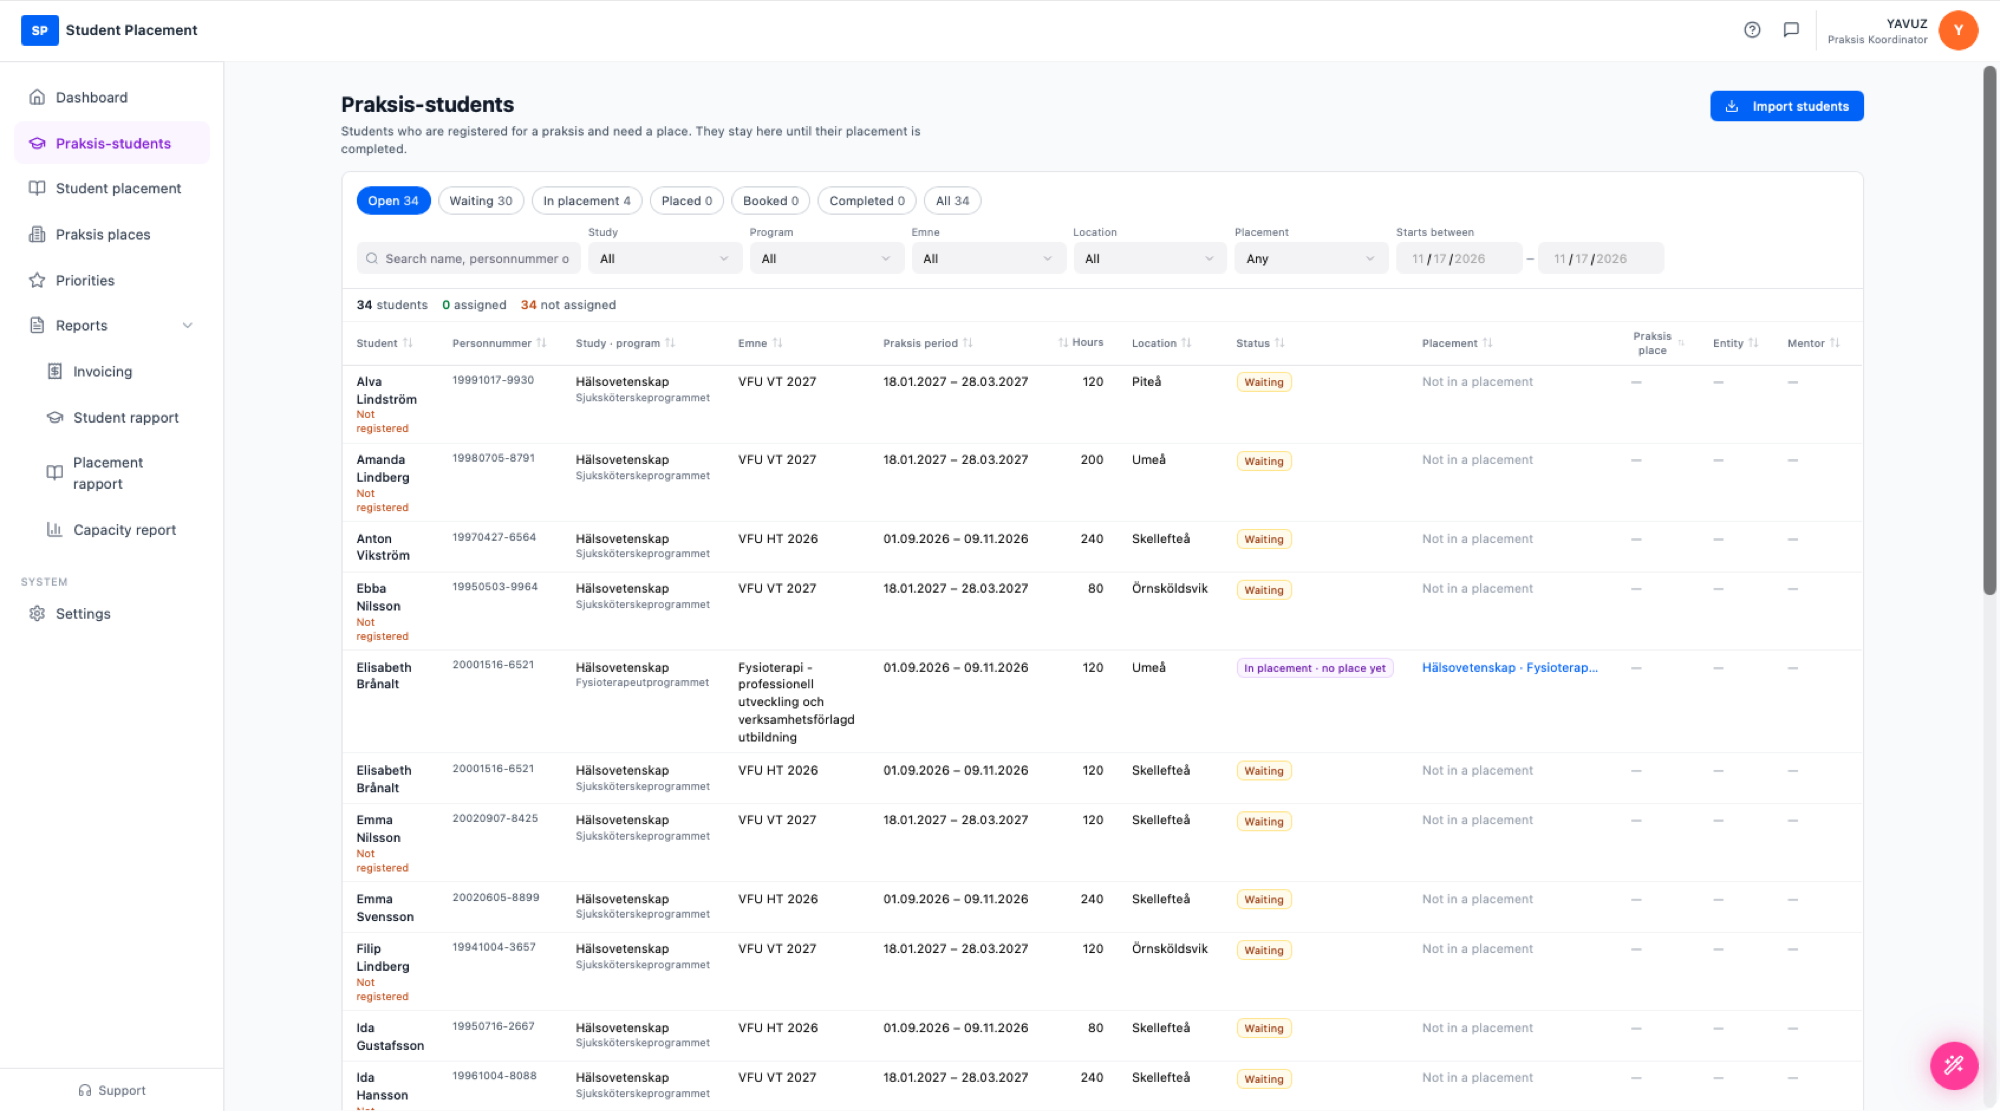 SP Student Placement
YAVUZ
Praksis Koordinator
Y
Dashboard
Praksis-students
Student placement
Praksis places
Priorities
Reports
Invoicing
Student rapport
Placement
rapport
Capacity report
SYSTEM
Settings
Support
Praksis-students
Students who are registered for a praksis and need a place. They stay here until their placement is
completed.
Import students
Open 34 Waiting 30 In placement 4 Placed 0 Booked 0 Completed 0 All 34
Study Program Emne Location Placement Starts between
Search name, personnummer o All All All All Any 11/17/2026 – 11/17/2026
34 students 0 assigned 34 not assigned
Student Personnummer Study · program Emne Praksis period Hours Location Status Placement Praksis place Entity Mentor
Alva 19991017-9930 Hälsovetenskap VFU VT 2027 18.01.2027 – 28.03.2027 120 Piteå Waiting Not in a placement — — —
Lindström Sjuksköterskeprogrammet
Not
registered
Amanda 19980705-8791 Hälsovetenskap VFU VT 2027 18.01.2027 – 28.03.2027 200 Umeå Waiting Not in a placement — — —
Lindberg Sjuksköterskeprogrammet
Not
registered
Anton 19970427-6564 Hälsovetenskap VFU HT 2026 01.09.2026 – 09.11.2026 240 Skellefteå Waiting Not in a placement — — —
Vikström Sjuksköterskeprogrammet
Ebba 19950503-9964 Hälsovetenskap VFU VT 2027 18.01.2027 – 28.03.2027 80 Örnsköldsvik Waiting Not in a placement — — —
Nilsson Sjuksköterskeprogrammet
Not
registered
Elisabeth 20001516-6521 Hälsovetenskap Fysioterapi - 01.09.2026 – 09.11.2026 120 Umeå In placement · no place yet Hälsovetenskap · Fysioterap... — — —
Brånalt Fysioterapeutprogrammet professionell
utveckling och
verksamhetsförlagd
utbildning
Elisabeth 20001516-6521 Hälsovetenskap VFU HT 2026 01.09.2026 – 09.11.2026 120 Skellefteå Waiting Not in a placement — — —
Brånalt Sjuksköterskeprogrammet
Emma 20020907-8425 Hälsovetenskap VFU VT 2027 18.01.2027 – 28.03.2027 120 Skellefteå Waiting Not in a placement — — —
Nilsson Sjuksköterskeprogrammet
Not
registered
Emma 20020605-8899 Hälsovetenskap VFU HT 2026 01.09.2026 – 09.11.2026 240 Skellefteå Waiting Not in a placement — — —
Svensson Sjuksköterskeprogrammet
Filip 19941004-3657 Hälsovetenskap VFU VT 2027 18.01.2027 – 28.03.2027 120 Örnsköldsvik Waiting Not in a placement — — —
Lindberg Sjuksköterskeprogrammet
Not
registered
Ida 19950716-2667 Hälsovetenskap VFU HT 2026 01.09.2026 – 09.11.2026 80 Skellefteå Waiting Not in a placement — — —
Gustafsson Sjuksköterskeprogrammet
Ida 19961004-8088 Hälsovetenskap VFU VT 2027 18.01.2027 – 28.03.2027 240 Skellefteå Waiting Not in a placement — — —
Hansson Sjuksköterskeprogrammet